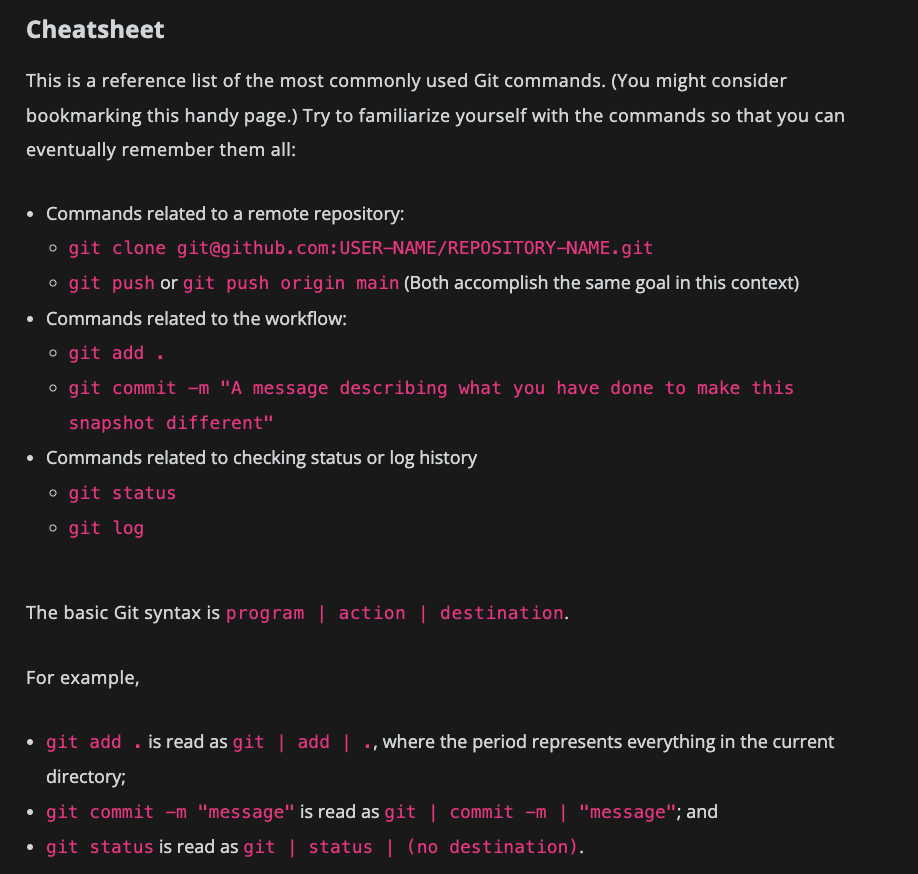 Cheatsheet
This is a reference list of the most commonly used Git commands. (You might consider
bookmarking this handy page.) Try to familiarize yourself with the commands so that you can
eventually remember them all:
• Commands related to a remote repository:
◦ git clone git@github.com:USER-NAME/REPOSITORY-NAME.git
◦ git push or git push origin main (Both accomplish the same goal in this context)
• Commands related to the workflow:
◦ git add .
◦ git commit -m "A message describing what you have done to make this
snapshot different"
• Commands related to checking status or log history
◦ git status
◦ git log
The basic Git syntax is program | action | destination.
For example,
• git add . is read as git | add | ., where the period represents everything in the current
directory;
• git commit -m "message" is read as git | commit -m | "message"; and
• git status is read as git | status | (no destination).